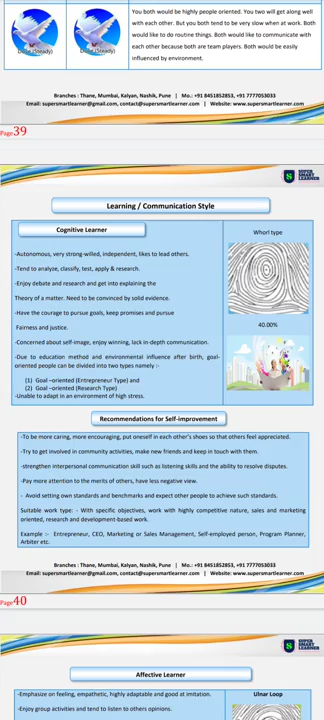 You both would be highly people oriented. You two will get along well
with each other. But you both tend to be very slow when at work. Both
would like to do routine things. Both would like to communicate with
each other because both are team players. Both would be easily
influenced by environment.
Dove (Steady)
Dove (Steady)
Branches : Thane, Mumbai, Kalyan, Nashik, Pune | Mo.: +91 8451852853, +91 7777053033
Email: supersmartlearner@gmail.com, contact@supersmartlearner.com | Website: www.supersmartlearner.com
Page39
SUPER
SMART
LEARNER
Learning / Communication Style
Cognitive Learner
Whorl type
-Autonomous, very strong-willed, independent, likes to lead others.
-Tend to analyze, classify, test, apply & research.
-Enjoy debate and research and get into explaining the
Theory of a matter. Need to be convinced by solid evidence.
-Have the courage to pursue goals, keep promises and pursue
Fairness and justice.
40.00%
-Concerned about self-image, enjoy winning, lack in-depth communication.
-Due to education method and environmental influence after birth, goal-
oriented people can be divided into two types namely :-
(1) Goal –oriented (Entrepreneur Type) and
(2) Goal –oriented (Research Type)
-Unable to adapt in an environment of high stress.
Recommendations for Self-improvement
-To be more caring, more encouraging, put oneself in each other's shoes so that others feel appreciated.
-Try to get involved in community activities, make new friends and keep in touch with them.
-strengthen interpersonal communication skill such as listening skills and the ability to resolve disputes.
-Pay more attention to the merits of others, have less negative view.
- Avoid setting own standards and benchmarks and expect other people to achieve such standards.
Suitable work type: - With specific objectives, work with highly competitive nature, sales and marketing
oriented, research and development-based work.
Example :- Entrepreneur, CEO, Marketing or Sales Management, Self-employed person, Program Planner,
Arbiter etc.
Branches : Thane, Mumbai, Kalyan, Nashik, Pune | Mo.: +91 8451852853, +91 7777053033
Email: supersmartlearner@gmail.com, contact@supersmartlearner.com | Website: www.supersmartlearner.com
Page40
SUPER
SMART
LEARNER
Affective Learner
-Emphasize on feeling, empathetic, highly adaptable and good at imitation.
Ulnar Loop
-Enjoy group activities and tend to listen to others opinions.